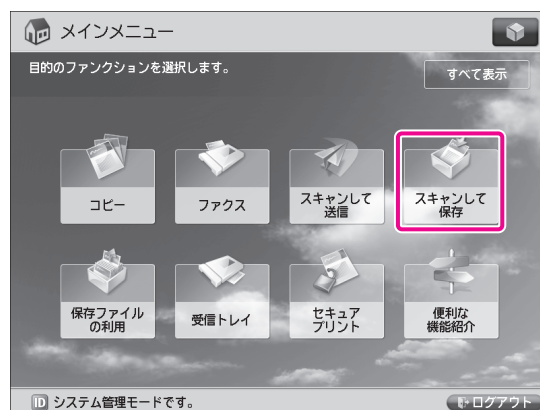 メインメニュー
目的のファンクションを選択します。
すべて表示
コピー
ファクス
スキャンして
送信
スキャンして
保存
保存ファイル
の利用
受信トレイ
セキュア
プリント
便利な
機能紹介
ID システム管理モードです。
ログアウト